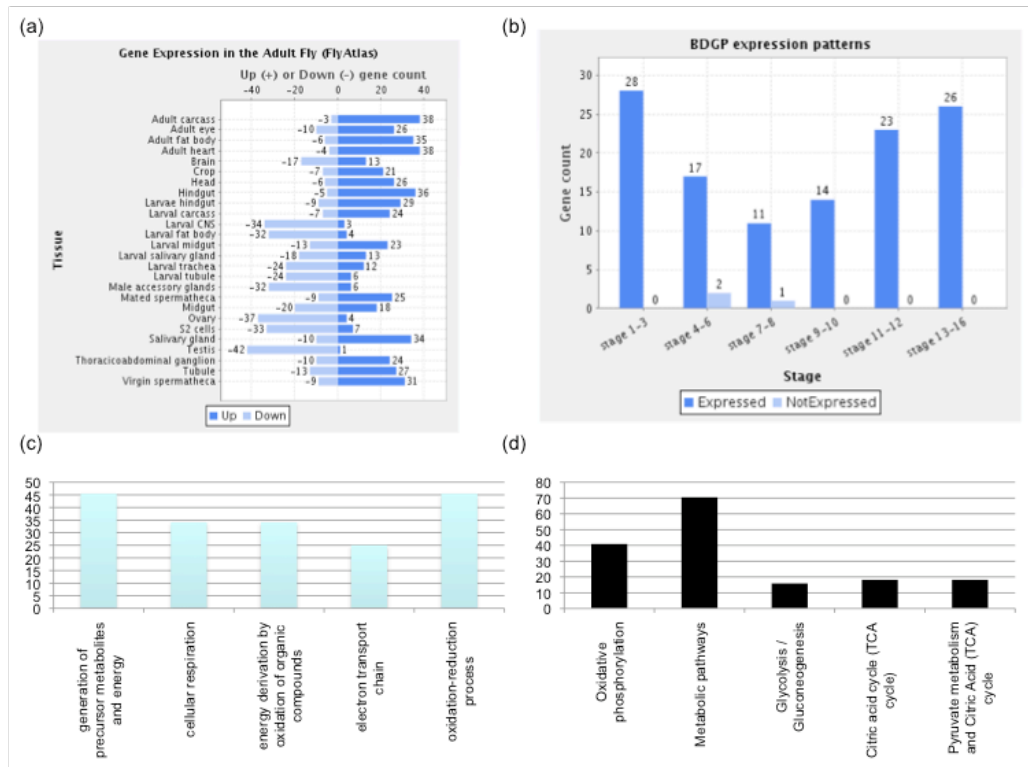 (a)
Gene Expression in the Adult Fly (FlyAtlas)
Up (+) or Down (-) gene count
-40 -20 0 20 40
Tissue
Adult carcass -3 38
Adult eye -10 26
Adult fat body -6 35
Adult heart -4 38
Brain -17 13
Crop -7 21
Head -6 26
Hindgut -5 36
Larvae hindgut -9 29
Larval carcass -7 24
Larval CNS -34 3
Larval fat body -32 4
Larval midgut -13 23
Larval salivary gland -18 13
Larval trachea -24 12
Larval tubule -24 6
Male accessory glands -32 6
Mated spermatheca -9 25
Midgut -20 18
Ovary -37 4
S2 cells -33 7
Salivary gland -10 34
Testis -42 1
Thoracicoabdominal ganglion -10 24
Tubule -13 27
Virgin spermatheca -9 31
Up Down
(b)
BDGP expression patterns
Gene count
30
25
20
15
10
5
0
28 0 17 2 11 1 14 0 23 0 26 0
stage 1-3 stage 4-6 stage 7-8 stage 9-10 stage 11-12 stage 13-16
Stage
Expressed NotExpressed
(c)
50
45
40
35
30
25
20
15
10
5
0
generation of
precursor metabolites
and energy
cellular respiration
energy derivation by
oxidation of organic
compounds
electron transport
chain
oxidation-reduction
process
(d)
80
70
60
50
40
30
20
10
0
Oxidative
phosphorylation
Metabolic pathways
Glycolysis /
Gluconeogenesis
Citric acid cycle (TCA
cycle)
Pyruvate metabolism
and Citric Acid (TCA)
cycle